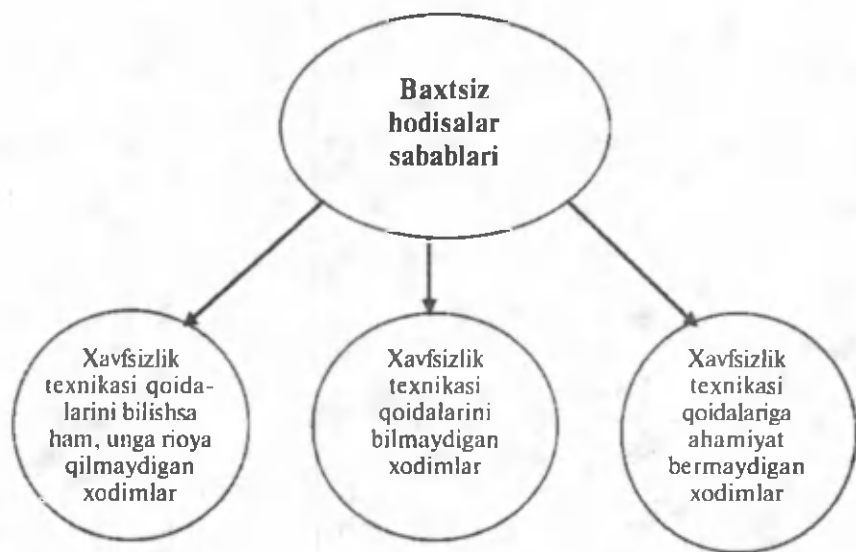 Baxtsiz
hodisalar
sabablari
Xavfsizlik
texnikasi qoida-
larini bilishsa
ham, unga rioya
qilmaydigan
xodimlar
Xavfsizlik
texnikasi
qoidalarini
bilmaydigan
xodimlar
Xavfsizlik
texnikasi
qoidalariga
ahamiyat
bermaydigan
xodimlar